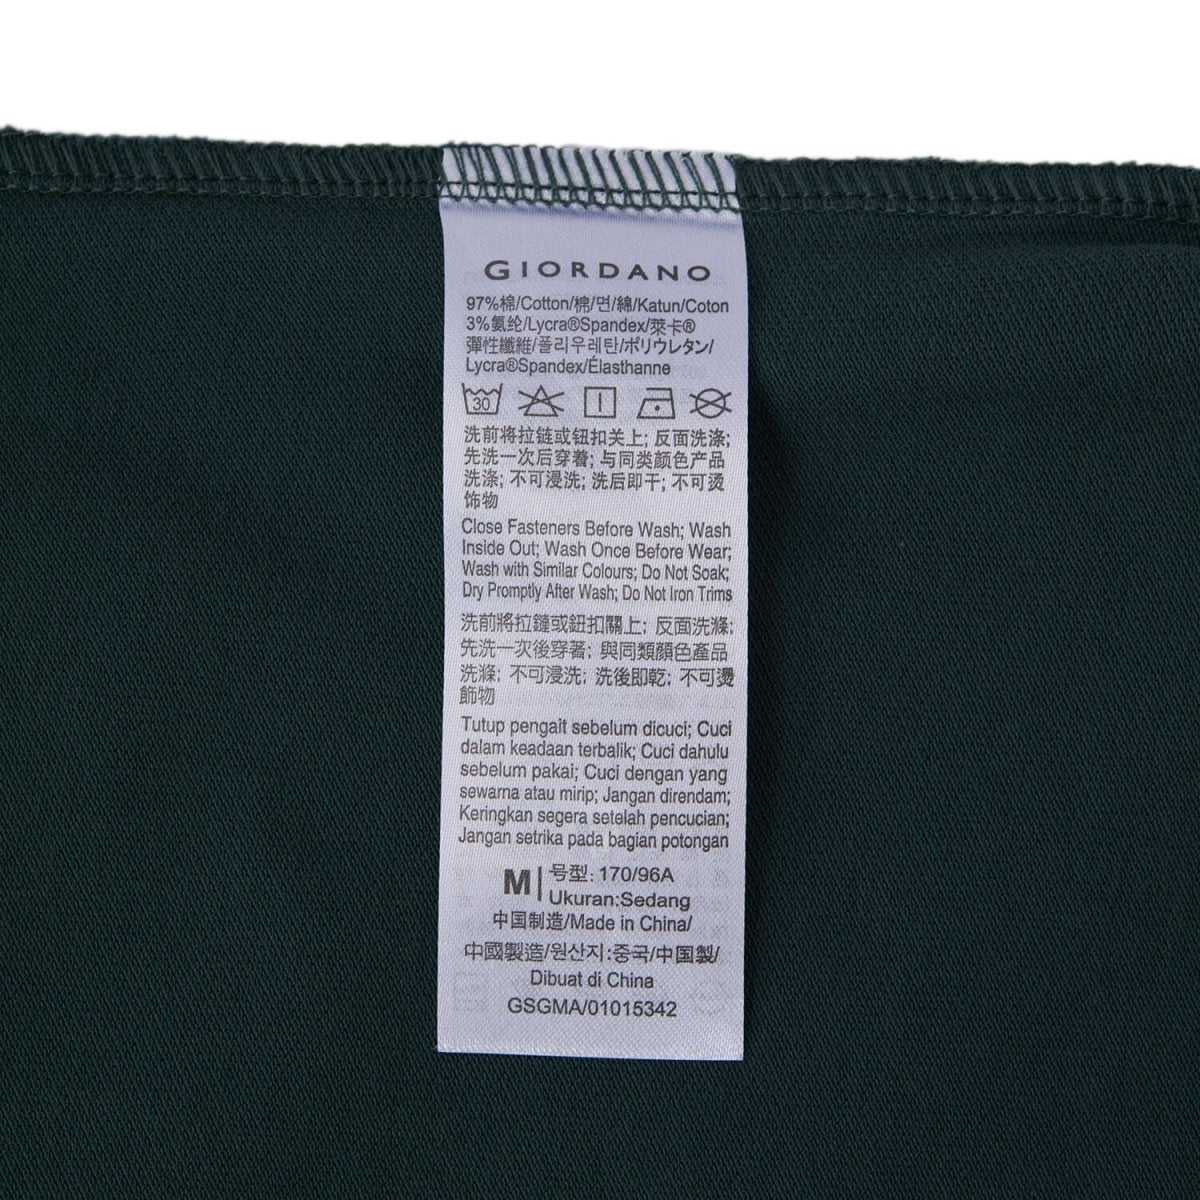 GIORDANO
97%棉/Cotton/棉/면/綿/Katun/Coton
3%氨纶/Lycra®Spandex/萊卡®
彈性纖維/폴리우레탄/ポリウレタン/
Lycra®Spandex/Élasthanne
30
洗前将拉链或钮扣关上; 反面洗涤;
先洗一次后穿着; 与同类颜色产品
洗涤; 不可浸洗; 洗后即干; 不可烫
饰物
Close Fasteners Before Wash; Wash
Inside Out; Wash Once Before Wear;
Wash with Similar Colours; Do Not Soak;
Dry Promptly After Wash; Do Not Iron Trims
洗前將拉鏈或鈕扣關上; 反面洗滌;
先洗一次後穿著; 與同類顏色產品
洗滌; 不可浸洗; 洗後即乾; 不可燙
飾物
Tutup pengait sebelum dicuci; Cuci
dalam keadaan terbalik; Cuci dahulu
sebelum pakai; Cuci dengan yang
sewarna atau mirip; Jangan direndam;
Keringkan segera setelah pencucian;
Jangan setrika pada bagian potongan
M 号型: 170/96A
Ukuran:Sedang
中国制造/Made in China/
中國製造/원산지:중국/中国製/
Dibuat di China
GSGMA/01015342